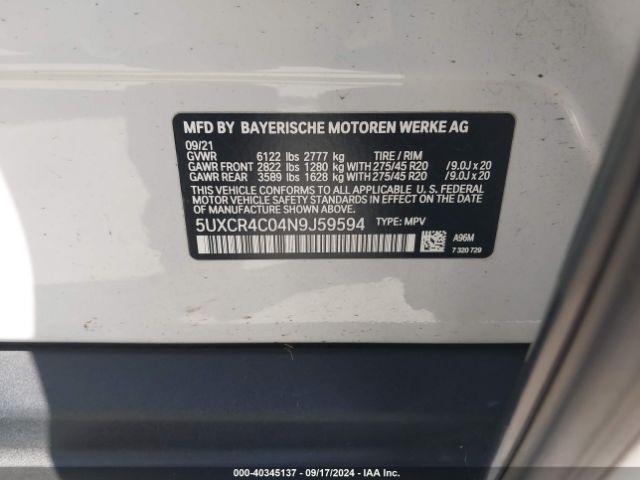 MFD BY BAYERISCHE MOTOREN WERKE AG
09/21
GVWR 6122 lbs 2777 kg TIRE / RIM
GAWR FRONT 2822 lbs 1280 kg WITH 275/45 R20 /9.0J x 20
GAWR REAR 3589 lbs 1628 kg WITH 275/45 R20 /9.0J x 20
THIS VEHICLE CONFORMS TO ALL APPLICABLE U. S. FEDERAL
MOTOR VEHICLE SAFETY STANDARDS IN EFFECT ON THE DATE
OF MANUFACTURE SHOWN ABOVE.
5UXCR4C04N9J59594 TYPE: MPV
A96M
7 320 729
000-40345137 - 09/17/2024 - IAA Inc.